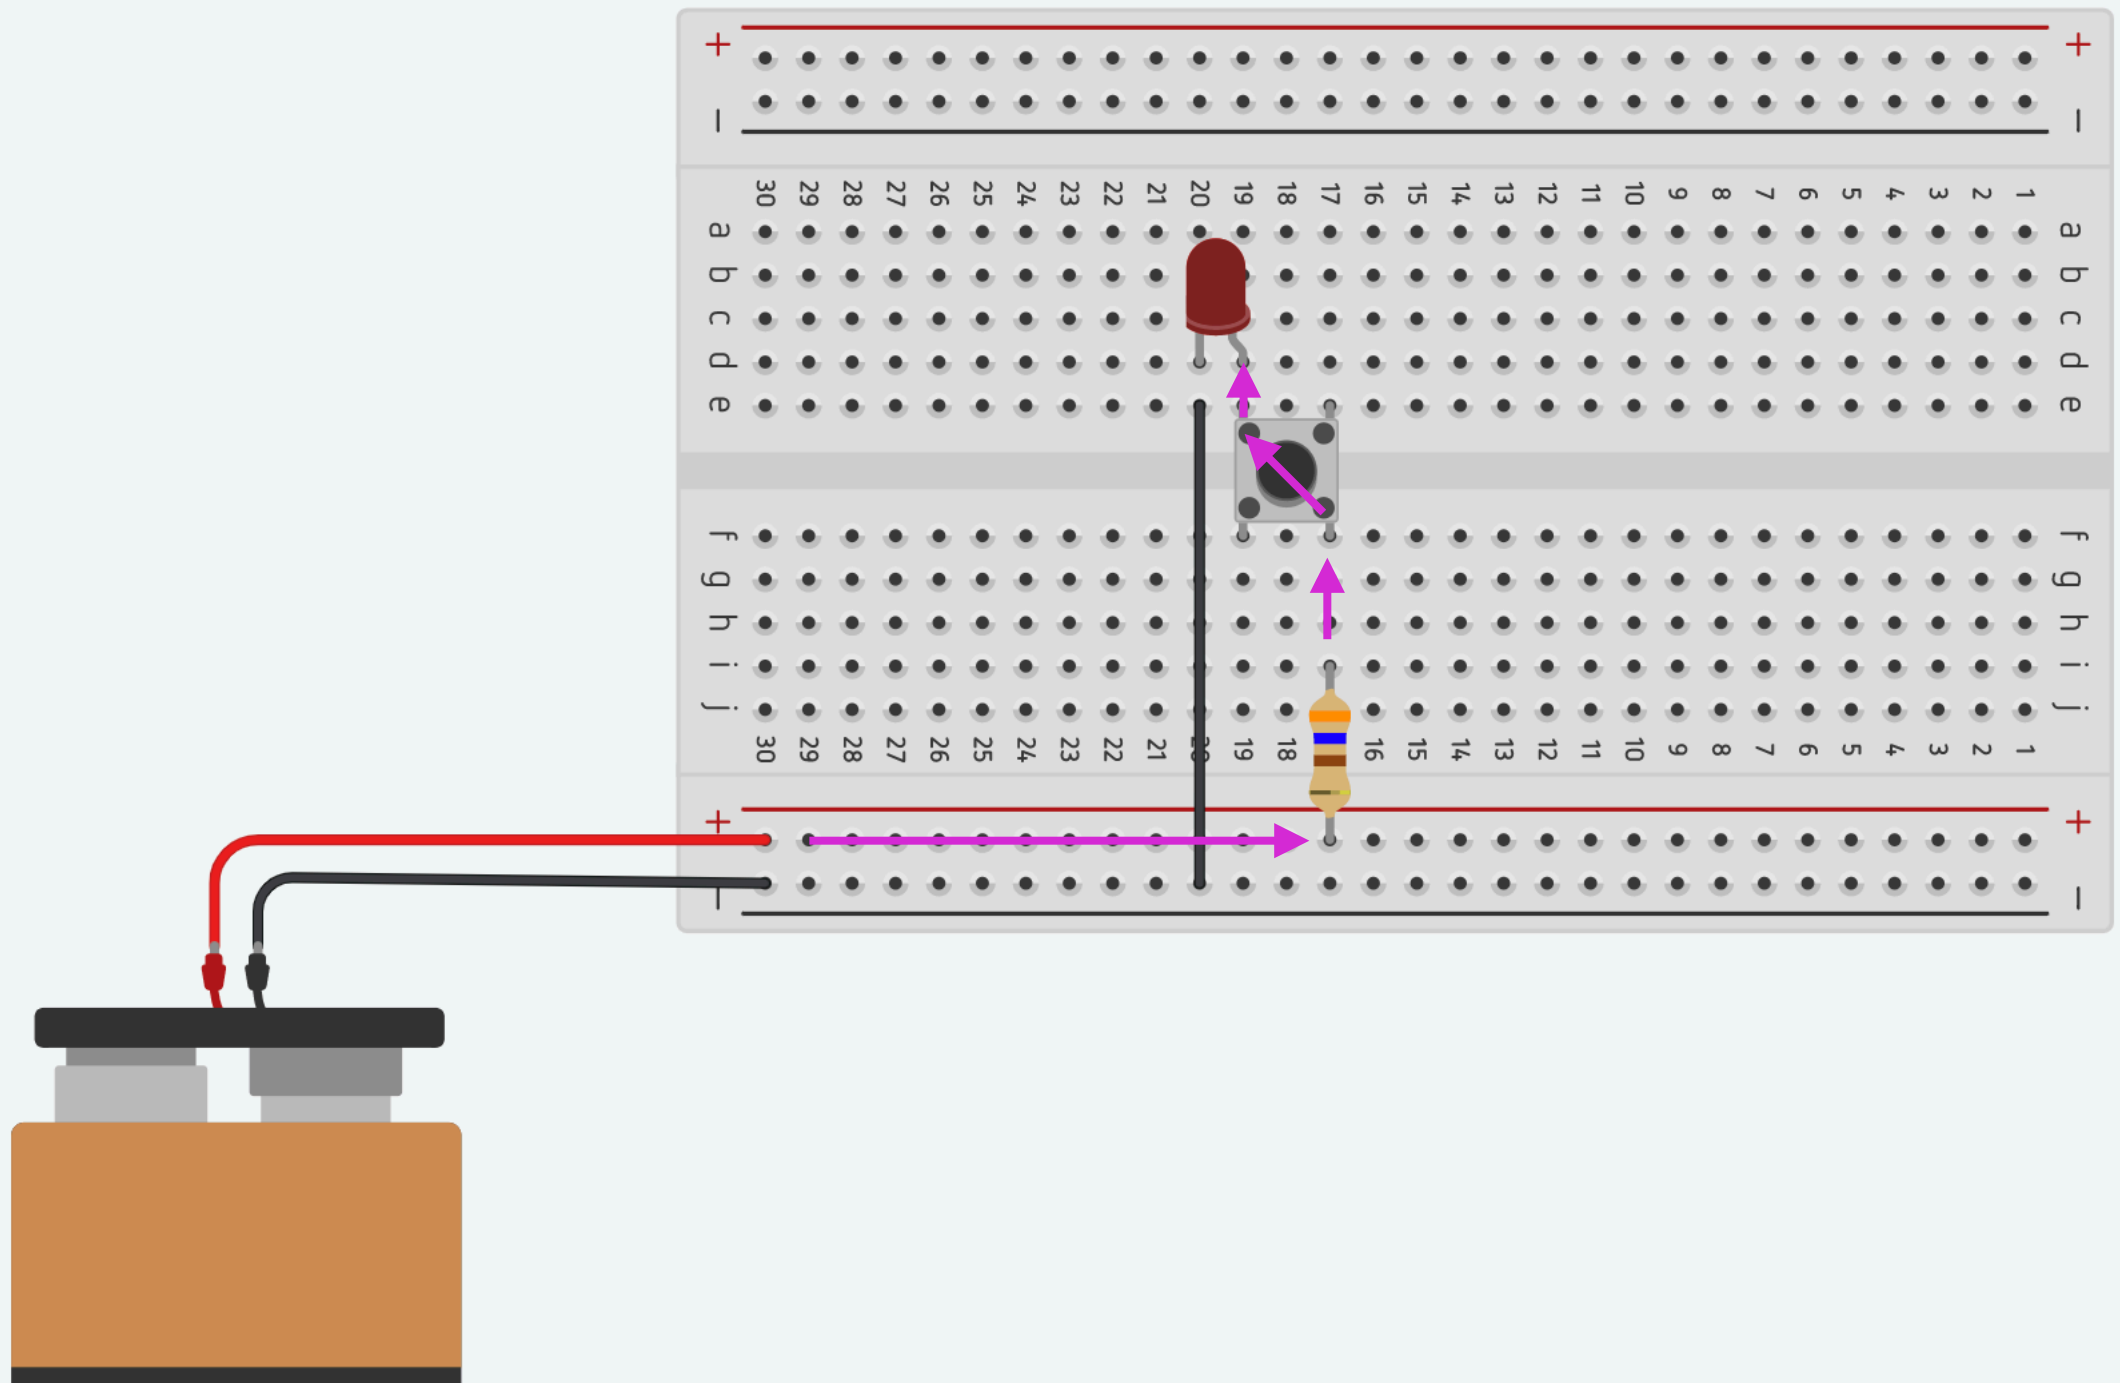 + +
– –
30 29 28 27 26 25 24 23 22 21 20 19 18 17 16 15 14 13 12 11 10 9 8 7 6 5 4 3 2 1
a a
b b
c c
d d
e e
f f
g g
h h
i i
j j
30 29 28 27 26 25 24 23 22 21 20 19 18 16 15 14 13 12 11 10 9 8 7 6 5 4 3 2 1
+ +
– –